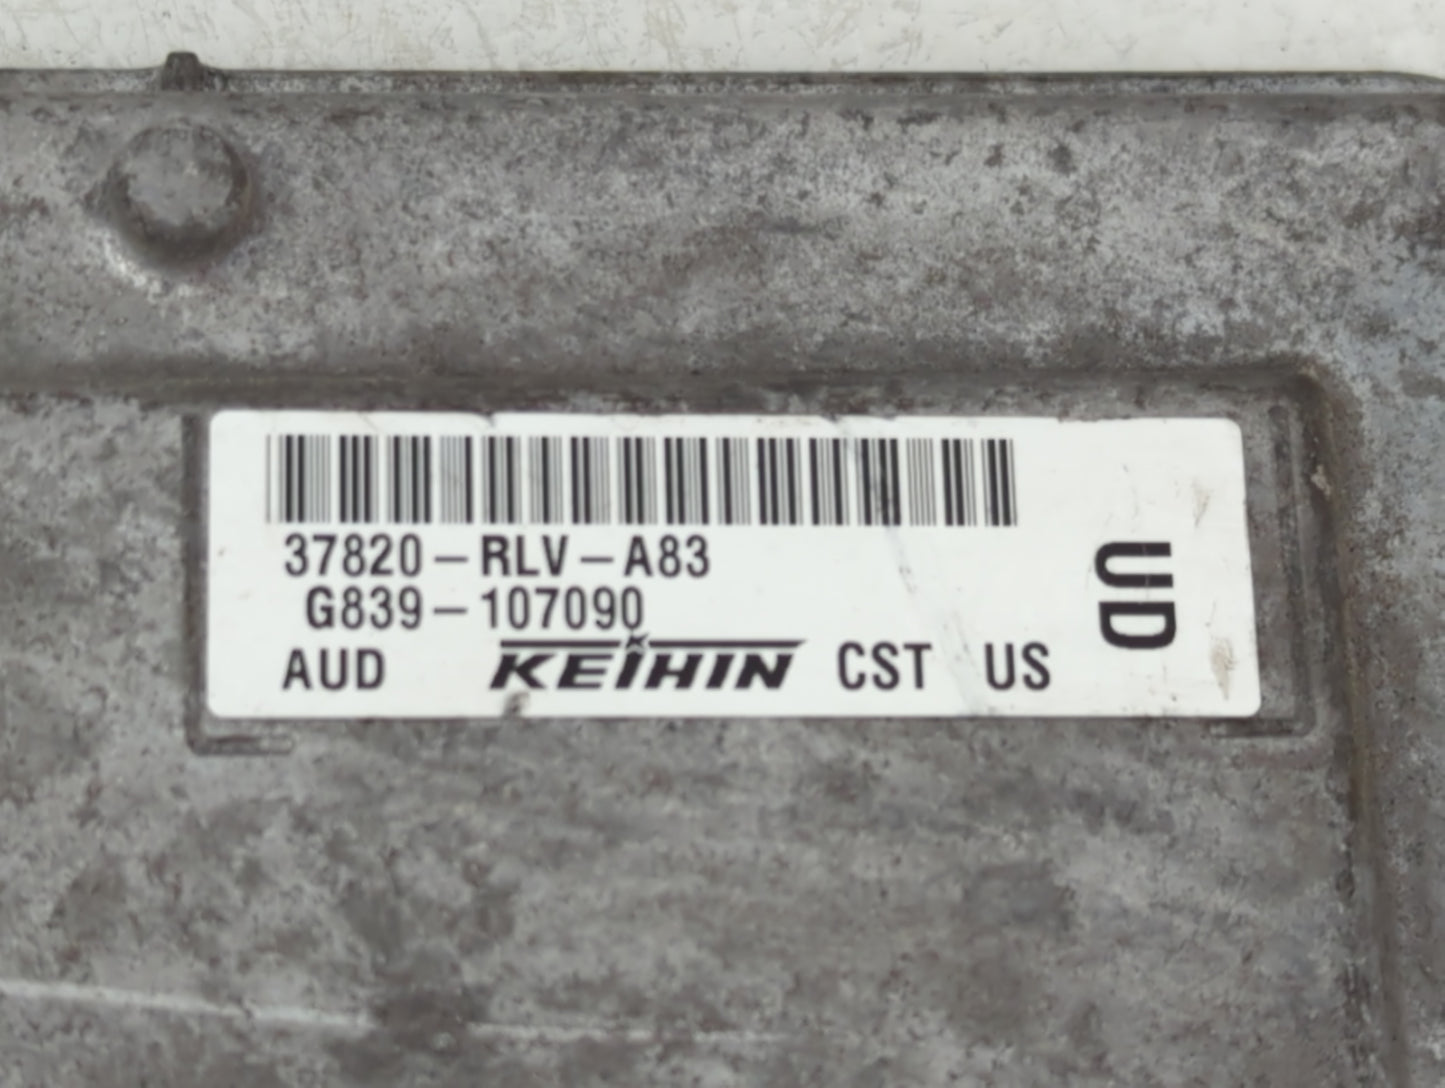 37820-RLV-A83
G839-107090
AUD KEIHIN CST US
UD